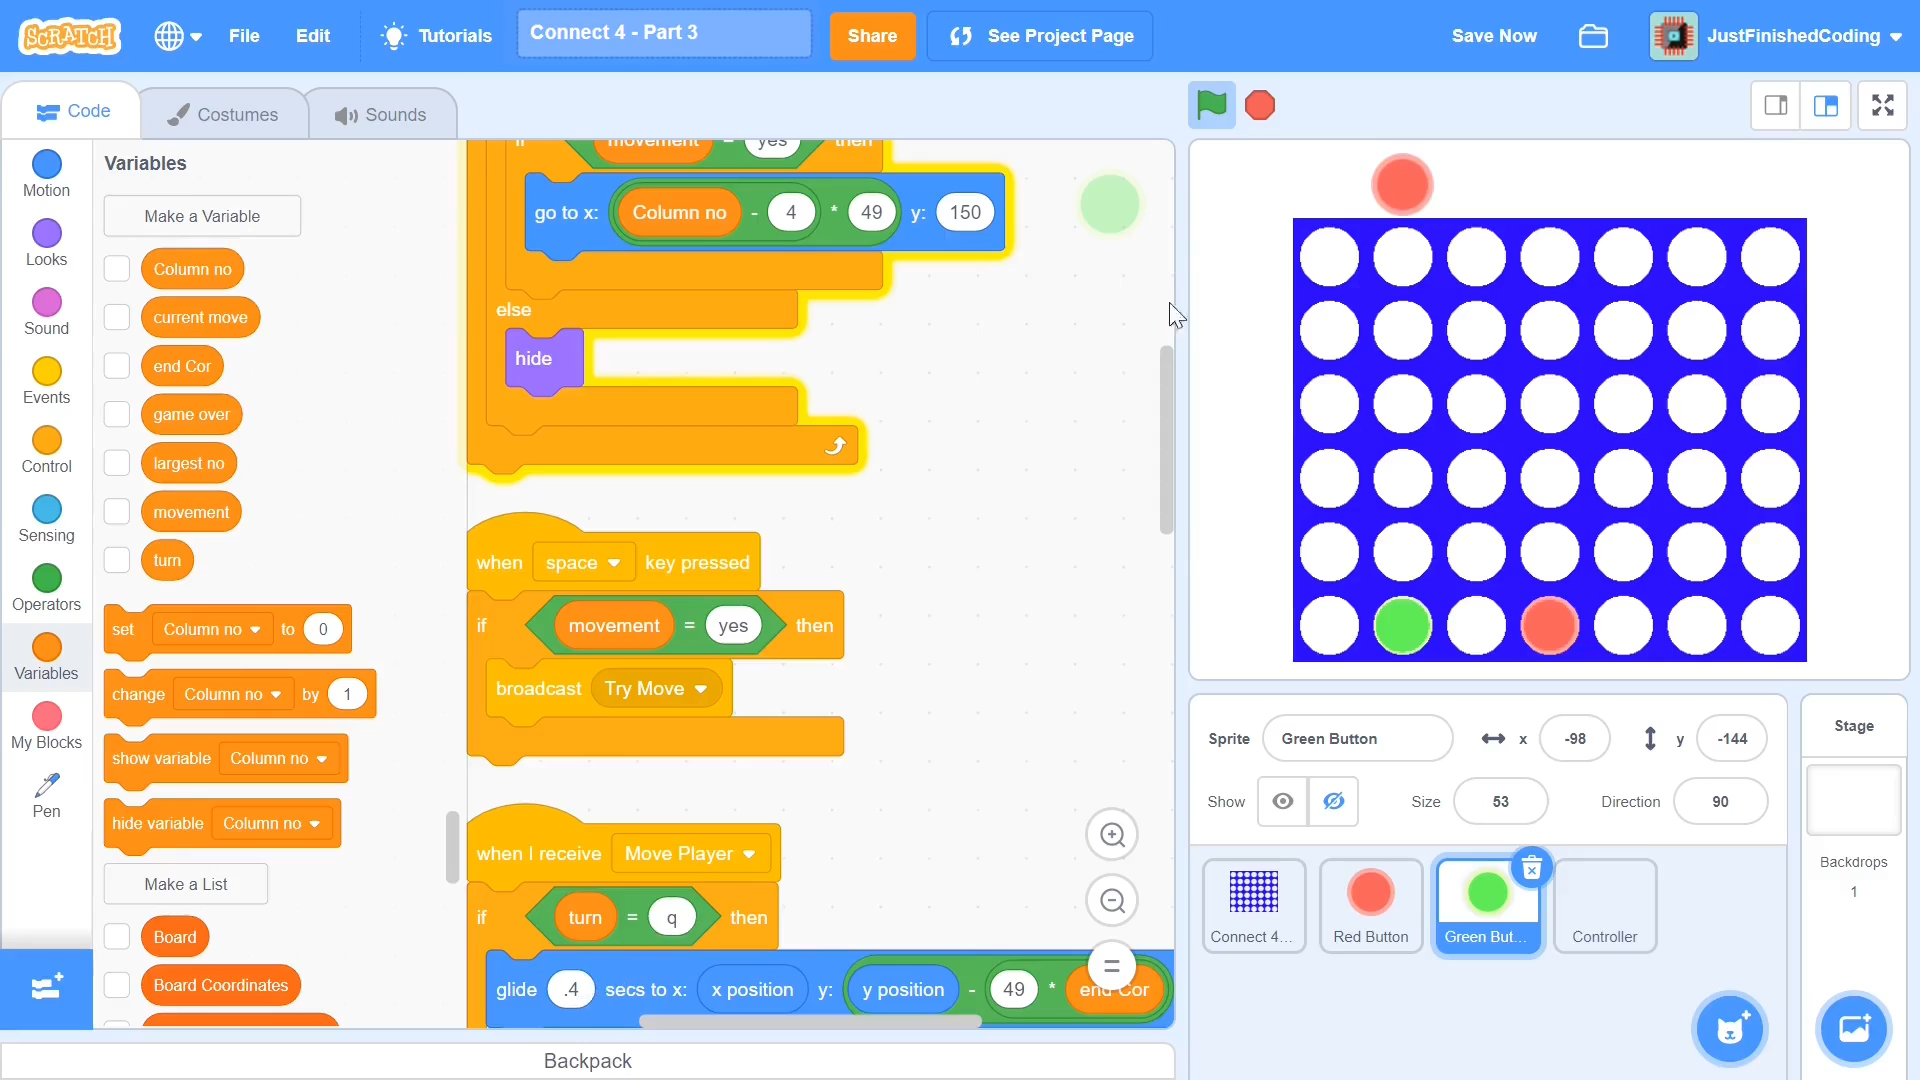 SCRATCH File Edit Tutorials Connect 4 - Part 3 Share See Project Page Save Now JustFinishedCoding
Code Costumes Sounds
Motion
Looks
Sound
Events
Control
Sensing
Operators
Variables
My Blocks
Pen
Variables
Make a Variable
Column no
current move
end Cor
game over
largest no
movement
turn
set Column no to 0
change Column no by 1
show variable Column no
hide variable Column no
Make a List
Board
Board Coordinates
if movement = yes then
go to x: Column no - 4 * 49 y: 150
else
hide
when space key pressed
if movement = yes then
broadcast Try Move
when I receive Move Player
if turn = q then
glide .4 secs to x: x position y: y position - 49 * end Cor
Backpack
Sprite Green Button x -98 y -144
Show Size 53 Direction 90
Connect 4... Red Button Green But... Controller
Stage
Backdrops
1